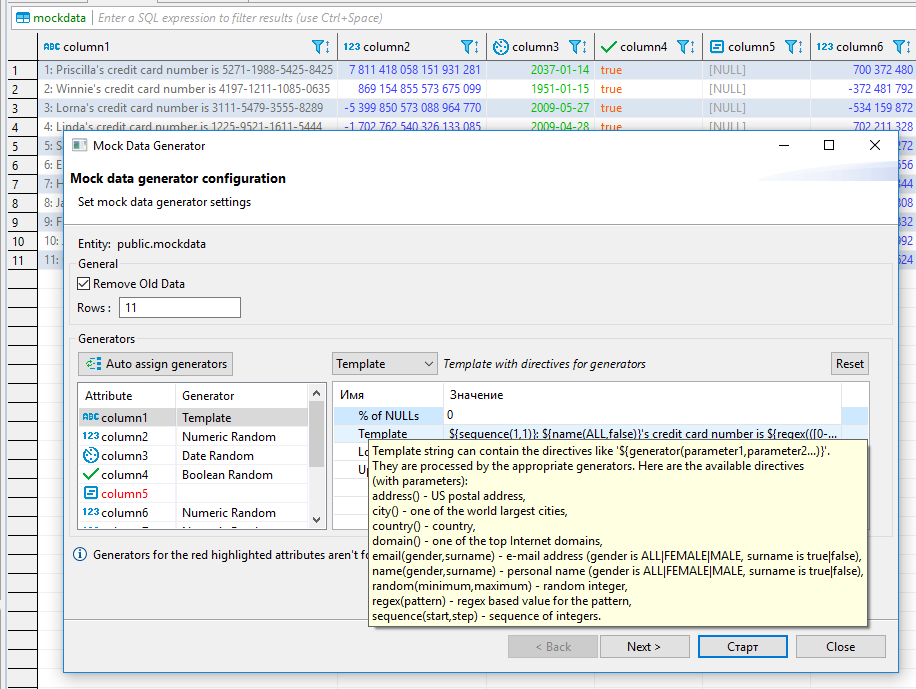 mockdata Enter a SQL expression to filter results (use Ctrl+Space)
ABC column1 123 column2 column3 column4 column5 123 column6
1 1: Priscilla's credit card number is 5271-1988-5425-8425 7 811 418 058 151 931 281 2037-01-14 true [NULL] 700 372 480
2 2: Winnie's credit card number is 4197-1211-1085-0635 869 154 855 573 675 099 1951-01-15 true [NULL] -372 481 792
3 3: Lorna's credit card number is 3111-5479-3555-8289 -5 399 850 573 088 964 770 2009-05-27 true [NULL] -534 159 872
4 4: Linda's credit card number is 1225-9521-1611-5444 -1 702 762 540 326 133 085 2009-04-28 true [NULL] 702 211 328
5 5: S 272
6 6: E 656
7 7: H 344
8 8: Ja 308
9 9: F 332
10 10: 992
11 11: 624
Mock Data Generator
Mock data generator configuration
Set mock data generator settings
Entity: public.mockdata
General
Remove Old Data
Rows : 11
Generators
Auto assign generators
Template Template with directives for generators Reset
Attribute Generator
ABC column1 Template
123 column2 Numeric Random
column3 Date Random
column4 Boolean Random
column5
123 column6 Numeric Random
Имя Значение
% of NULLs 0
Template ${sequence(1,1)}: ${name(ALL,false)}'s credit card number is ${regex(([0-...
Template string can contain the directives like '${generator(parameter1,parameter2...)}'.
They are processed by the appropriate generators. Here are the available directives
(with parameters):
address() - US postal address,
city() - one of the world largest cities,
country() - country,
domain() - one of the top Internet domains,
email(gender,surname) - e-mail address (gender is ALL|FEMALE|MALE, surname is true|false),
name(gender,surname) - personal name (gender is ALL|FEMALE|MALE, surname is true|false),
random(minimum,maximum) - random integer,
regex(pattern) - regex based value for the pattern,
sequence(start,step) - sequence of integers.
Generators for the red highlighted attributes aren't fo
< Back Next > Старт Close